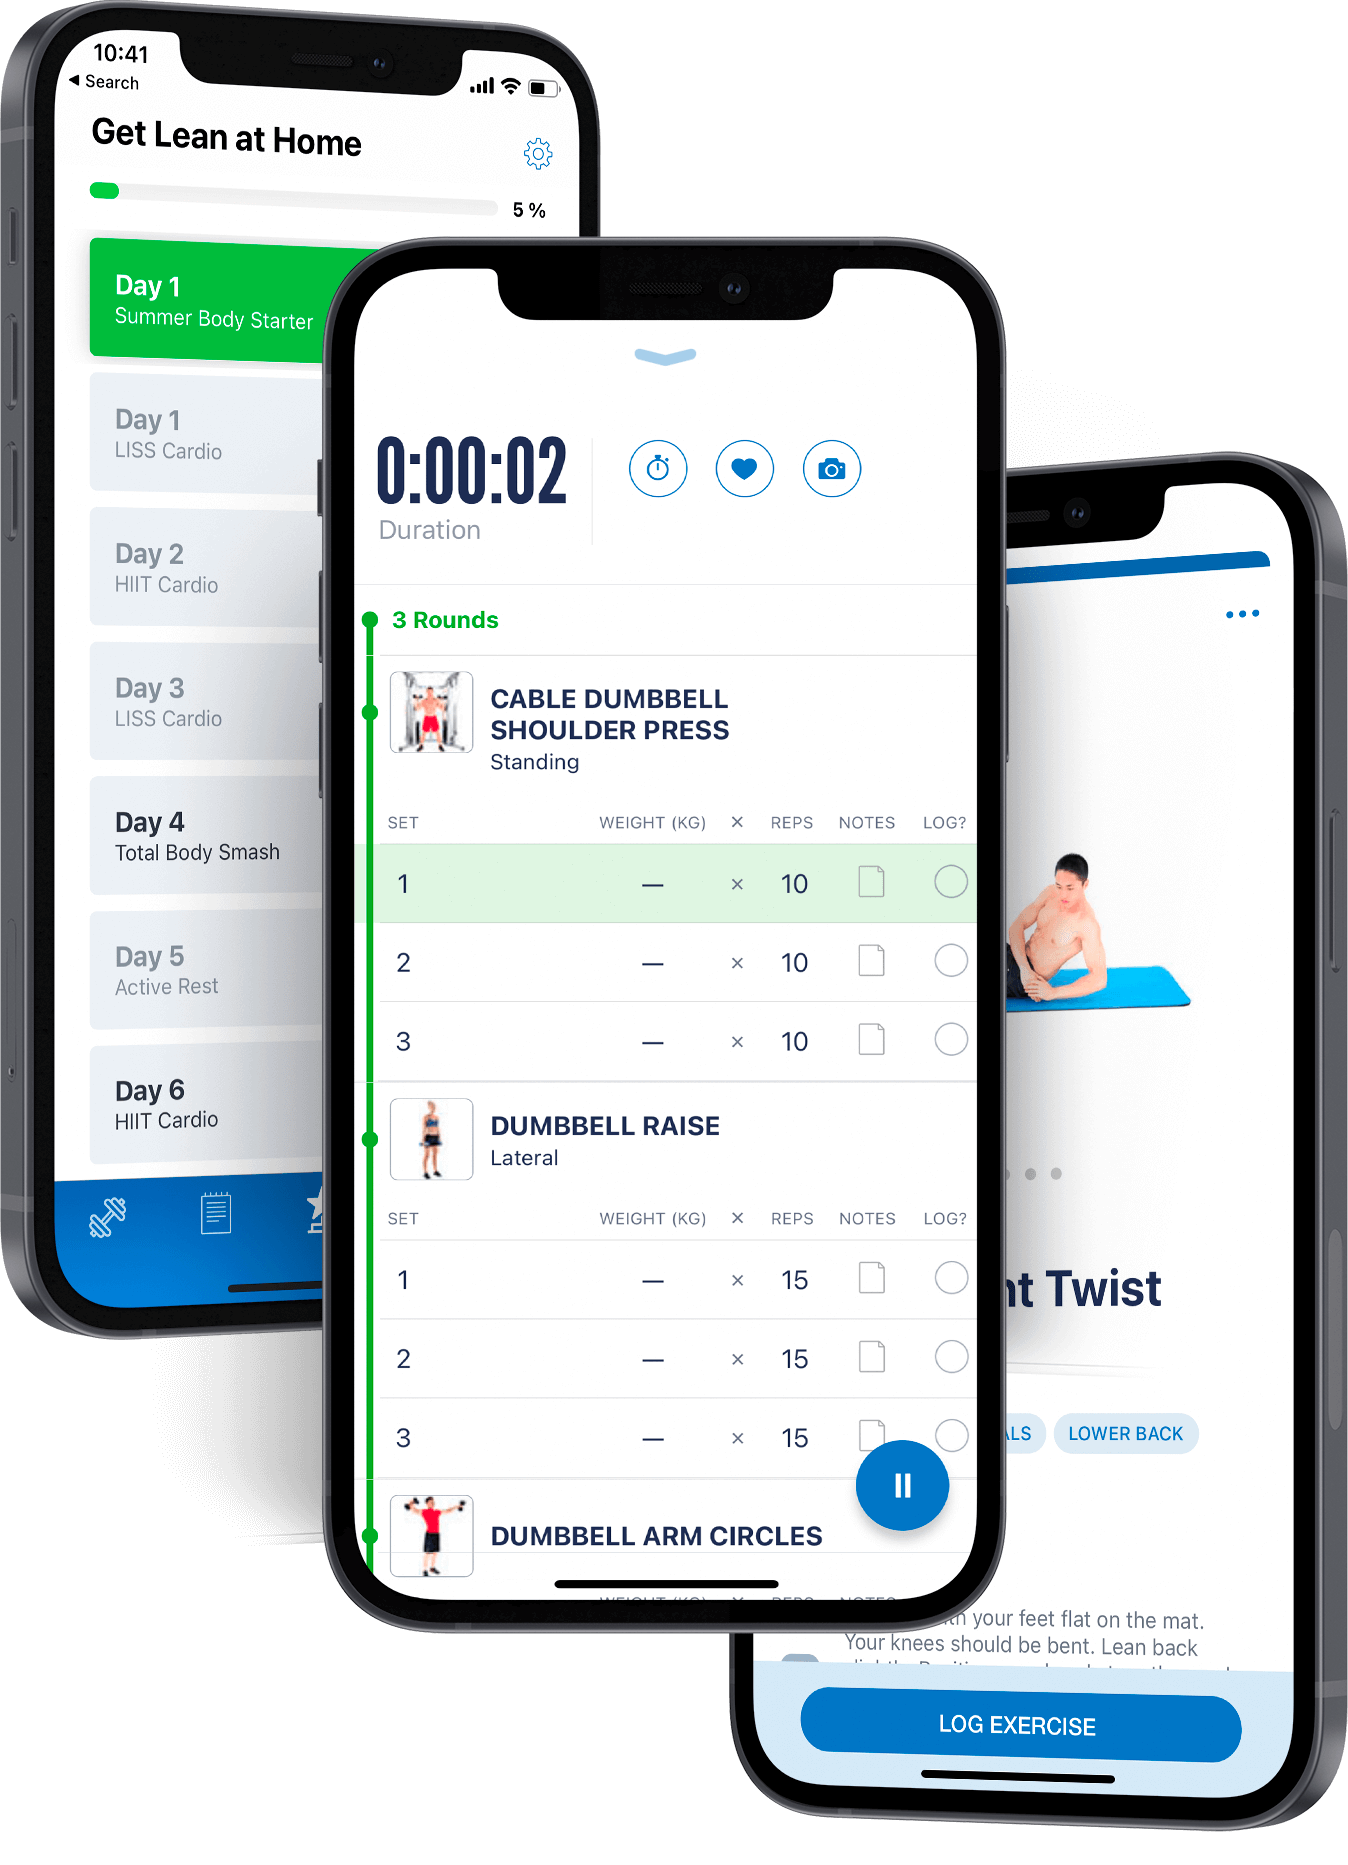 10:41
Search
Get Lean at Home
5 %
Day 1
Summer Body Starter
Day 1
LISS Cardio
Day 2
HIIT Cardio
Day 3
LISS Cardio
Day 4
Total Body Smash
Day 5
Active Rest
Day 6
HIIT Cardio
0:00:02
Duration
3 Rounds
CABLE DUMBBELL
SHOULDER PRESS
Standing
SET WEIGHT (KG) × REPS NOTES LOG?
1 — × 10
2 — × 10
3 — × 10
DUMBBELL RAISE
Lateral
SET WEIGHT (KG) × REPS NOTES LOG?
1 — × 15
2 — × 15
3 — × 15
DUMBBELL ARM CIRCLES
WEIGHT (KG) × REPS NOTES
Twist
LOWER BACK
your feet flat on the mat.
Your knees should be bent. Lean back
LOG EXERCISE